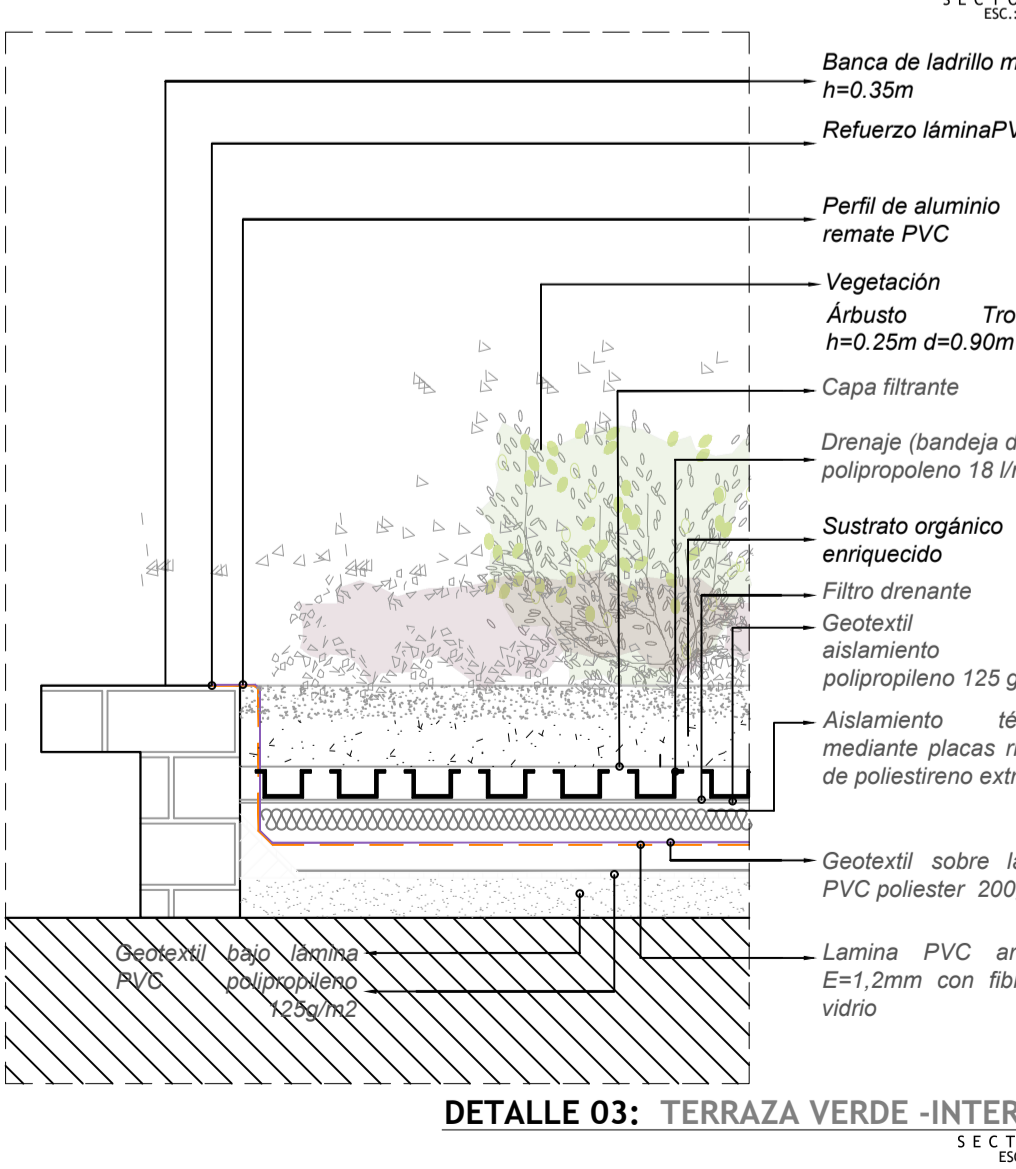 ESC.:
Banca de ladrillo m
h=0.35m
Refuerzo láminaPV
Perfil de aluminio
remate PVC
Vegetación
Árbusto Tro
h=0.25m d=0.90m
Capa filtrante
Drenaje (bandeja d
polipropoleno 18 l/r
Sustrato orgánico
enriquecido
Filtro drenante
Geotextil
aislamiento
polipropileno 125 g
Aislamiento té
mediante placas r
de poliestireno extr
Geotextil sobre la
PVC poliester 200
Lamina PVC ar
E=1,2mm con fib
vidrio
Geotextil bajo lámina
PVC polipropileno
125g/m2
DETALLE 03: TERRAZA VERDE -INTER
S E C T
ESC